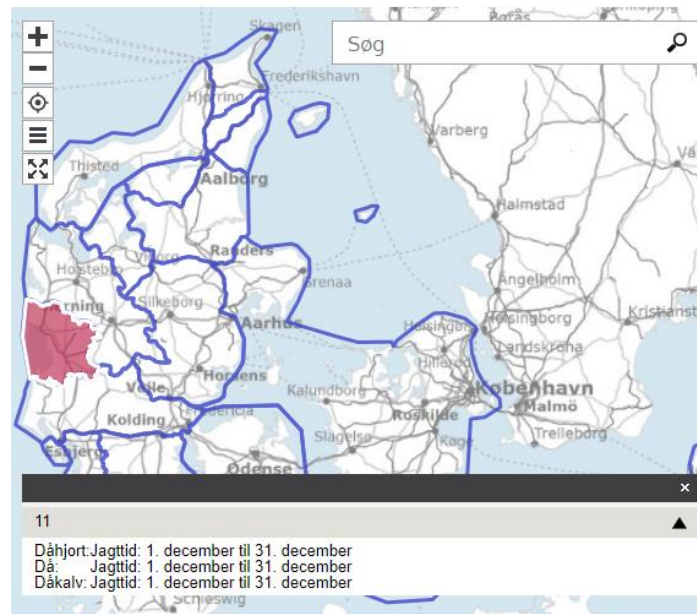 Skagen
Søg
Frederikshavn
Hjørring
Varberg
Thisted
Aalborg
Halmstad
Viborg
Randers
Holstebro
Grenaa
Ängelholm
Silkeborg
Helsingør
Helsingborg
Aarhus
Landskrona
Hillerød
Vejle
Horsens
Kalundborg
København
Roskilde
Malmö
Kolding
Fredericia
Slagelse
Køge
Trelleborg
Esbjerg
Odense
11
Dåhjort: Jagttid: 1. december til 31. december
Då: Jagttid: 1. december til 31. december
Dåkalv: Jagttid: 1. december til 31. december
Schleswig